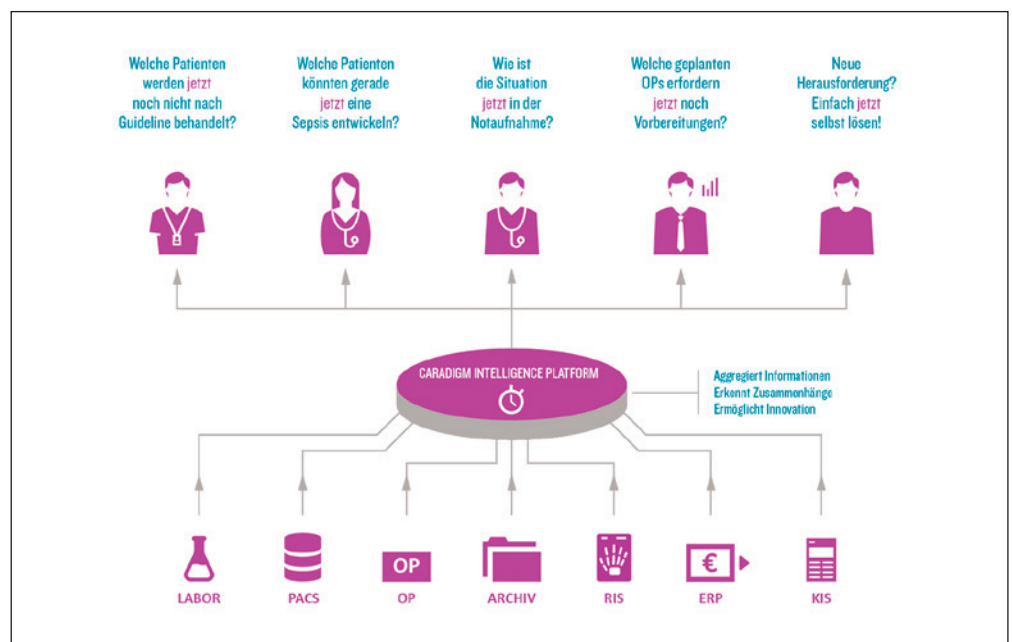 Welche Patienten
werden jetzt
noch nicht nach
Guideline behandelt?
Welche Patienten
könnten gerade
jetzt eine
Sepsis entwickeln?
Wie ist
die Situation
jetzt in der
Notaufnahme?
Welche geplanten
OPs erfordern
jetzt noch
Vorbereitungen?
Neue
Herausforderung?
Einfach jetzt
selbst lösen!
CARADIGM INTELLIGENCE PLATFORM
Aggregiert Informationen
Erkennt Zusammenhänge
Ermöglicht Innovation
OP
€
LABOR
PACS
OP
ARCHIV
RIS
ERP
KIS